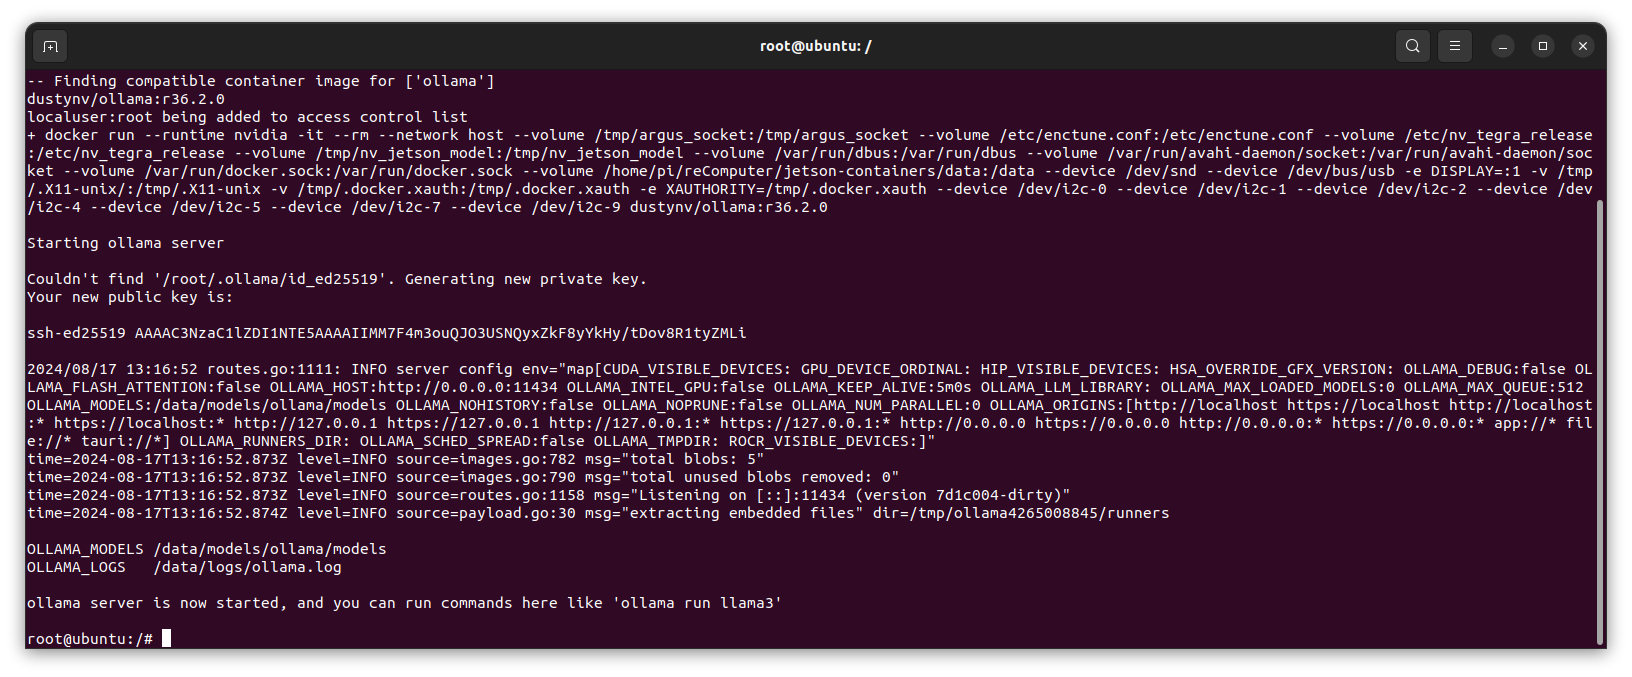 root@ubuntu: /
-- Finding compatible container image for ['ollama']
dustynv/ollama:r36.2.0
localuser:root being added to access control list
+ docker run --runtime nvidia -it --rm --network host --volume /tmp/argus_socket:/tmp/argus_socket --volume /etc/enctune.conf:/etc/enctune.conf --volume /etc/nv_tegra_release
:/etc/nv_tegra_release --volume /tmp/nv_jetson_model:/tmp/nv_jetson_model --volume /var/run/dbus:/var/run/dbus --volume /var/run/avahi-daemon/socket:/var/run/avahi-daemon/soc
ket --volume /var/run/docker.sock:/var/run/docker.sock --volume /home/pi/reComputer/jetson-containers/data:/data --device /dev/snd --device /dev/bus/usb -e DISPLAY=:1 -v /tmp
/.X11-unix/:/tmp/.X11-unix -v /tmp/.docker.xauth:/tmp/.docker.xauth -e XAUTHORITY=/tmp/.docker.xauth --device /dev/i2c-0 --device /dev/i2c-1 --device /dev/i2c-2 --device /dev
/i2c-4 --device /dev/i2c-5 --device /dev/i2c-7 --device /dev/i2c-9 dustynv/ollama:r36.2.0
Starting ollama server
Couldn't find '/root/.ollama/id_ed25519'. Generating new private key.
Your new public key is:
ssh-ed25519 AAAAC3NzaC1lZDI1NTE5AAAAIIMM7F4m3ouQJO3USNQyxZkF8yYkHy/tDov8R1tyZMLi
2024/08/17 13:16:52 routes.go:1111: INFO server config env="map[CUDA_VISIBLE_DEVICES: GPU_DEVICE_ORDINAL: HIP_VISIBLE_DEVICES: HSA_OVERRIDE_GFX_VERSION: OLLAMA_DEBUG:false OL
LAMA_FLASH_ATTENTION:false OLLAMA_HOST:http://0.0.0.0:11434 OLLAMA_INTEL_GPU:false OLLAMA_KEEP_ALIVE:5m0s OLLAMA_LLM_LIBRARY: OLLAMA_MAX_LOADED_MODELS:0 OLLAMA_MAX_QUEUE:512
OLLAMA_MODELS:/data/models/ollama/models OLLAMA_NOHISTORY:false OLLAMA_NOPRUNE:false OLLAMA_NUM_PARALLEL:0 OLLAMA_ORIGINS:[http://localhost https://localhost http://localhost
:* https://localhost:* http://127.0.0.1 https://127.0.0.1 http://127.0.0.1:* https://127.0.0.1:* http://0.0.0.0 https://0.0.0.0 http://0.0.0.0:* https://0.0.0.0:* app://* fil
e://* tauri://*] OLLAMA_RUNNERS_DIR: OLLAMA_SCHED_SPREAD:false OLLAMA_TMPDIR: ROCR_VISIBLE_DEVICES:]"
time=2024-08-17T13:16:52.873Z level=INFO source=images.go:782 msg="total blobs: 5"
time=2024-08-17T13:16:52.873Z level=INFO source=images.go:790 msg="total unused blobs removed: 0"
time=2024-08-17T13:16:52.873Z level=INFO source=routes.go:1158 msg="Listening on [::]:11434 (version 7d1c004-dirty)"
time=2024-08-17T13:16:52.874Z level=INFO source=payload.go:30 msg="extracting embedded files" dir=/tmp/ollama4265008845/runners
OLLAMA_MODELS /data/models/ollama/models
OLLAMA_LOGS   /data/logs/ollama.log
ollama server is now started, and you can run commands here like 'ollama run llama3'
root@ubuntu:/#